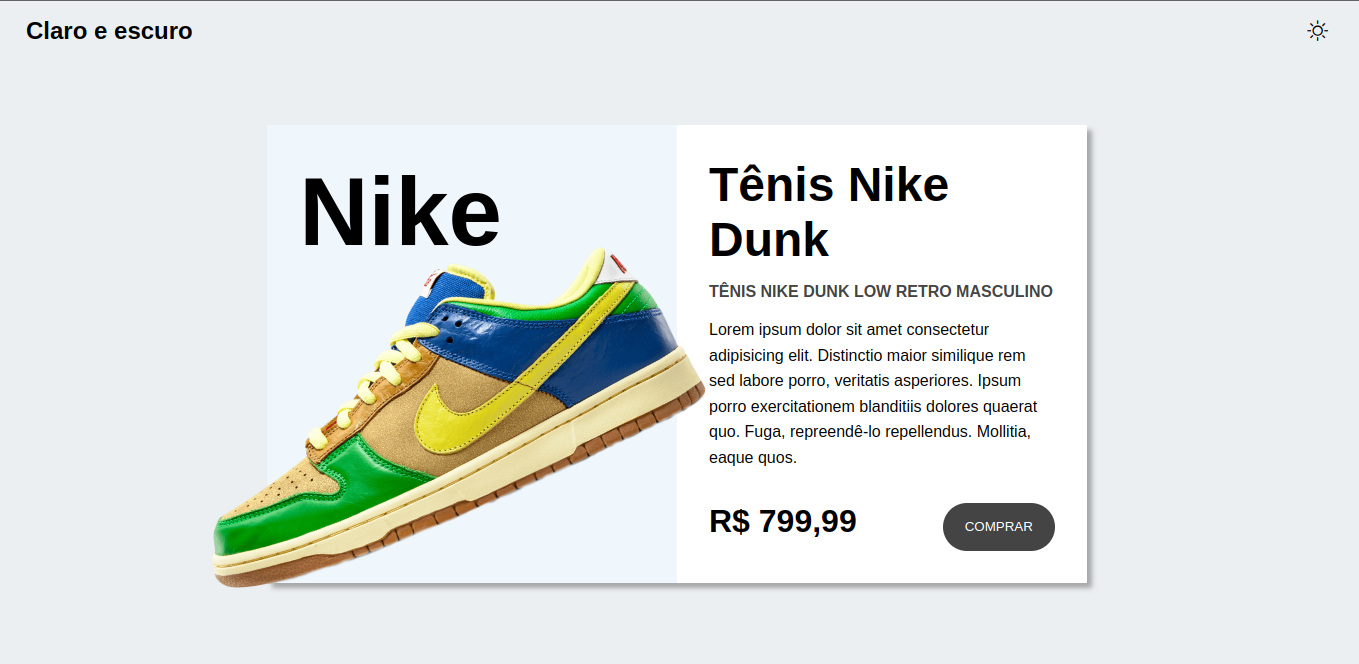 Claro e escuro
Nike
Tênis Nike
Dunk
TÊNIS NIKE DUNK LOW RETRO MASCULINO
Lorem ipsum dolor sit amet consectetur
adipisicing elit. Distinctio maior similique rem
sed labore porro, veritatis asperiores. Ipsum
porro exercitationem blanditiis dolores quaerat
quo. Fuga, repreendê-lo repellendus. Mollitia,
eaque quos.
R$ 799,99
COMPRAR